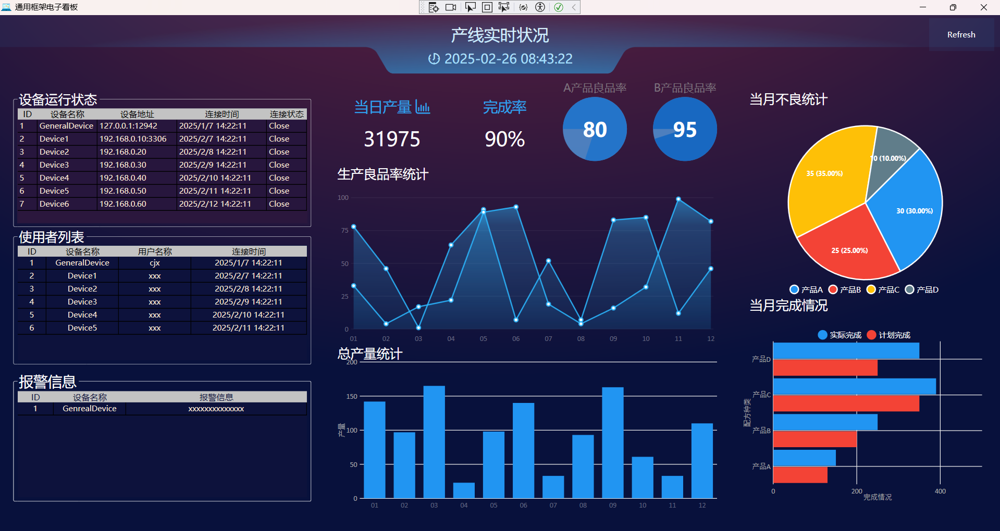 通用框架电子看板
产线实时状况
2025-02-26 08:43:22
Refresh
设备运行状态
ID 设备名称 设备地址 连接时间 连接状态
1 GeneralDevice 127.0.0.1:12942 2025/1/7 14:22:11 Close
2 Device1 192.168.0.10:3306 2025/2/7 14:22:11 Close
3 Device2 192.168.0.20 2025/2/8 14:22:11 Close
4 Device3 192.168.0.30 2025/2/9 14:22:11 Close
5 Device4 192.168.0.40 2025/2/10 14:22:11 Close
6 Device5 192.168.0.50 2025/2/11 14:22:11 Close
7 Device6 192.168.0.60 2025/2/12 14:22:11 Close
使用者列表
ID 设备名称 用户名称 连接时间
1 GeneralDevice cjx 2025/1/7 14:22:11
2 Device1 xxx 2025/2/7 14:22:11
3 Device2 xxx 2025/2/8 14:22:11
4 Device3 xxx 2025/2/9 14:22:11
5 Device4 xxx 2025/2/10 14:22:11
6 Device5 xxx 2025/2/11 14:22:11
报警信息
ID 设备名称 报警信息
1 GenrealDevice xxxxxxxxxxxxxx
当日产量 完成率
31975 90%
A产品良品率 B产品良品率
80 95
生产良品率统计
100
75
50
25
0
01 02 03 04 05 06 07 08 09 10 11 12
总产量统计
200
150
100
50
0
产量
01 02 03 04 05 06 07 08 09 10 11 12
当月不良统计
10 (10.00%)
35 (35.00%)
30 (30.00%)
25 (25.00%)
产品A 产品B 产品C 产品D
当月完成情况
实际完成 计划完成
产品D
产品C
产品B
产品A
配方种类
0 200 400
完成情况